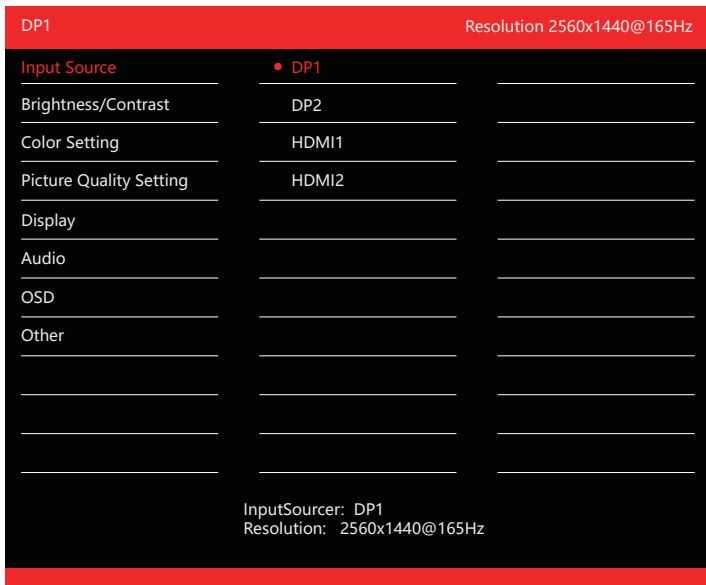 DP1 Resolution 2560x1440@165Hz
Input Source DP1
Brightness/Contrast DP2
Color Setting HDMI1
Picture Quality Setting HDMI2
Display
Audio
OSD
Other
InputSourcer: DP1
Resolution: 2560x1440@165Hz